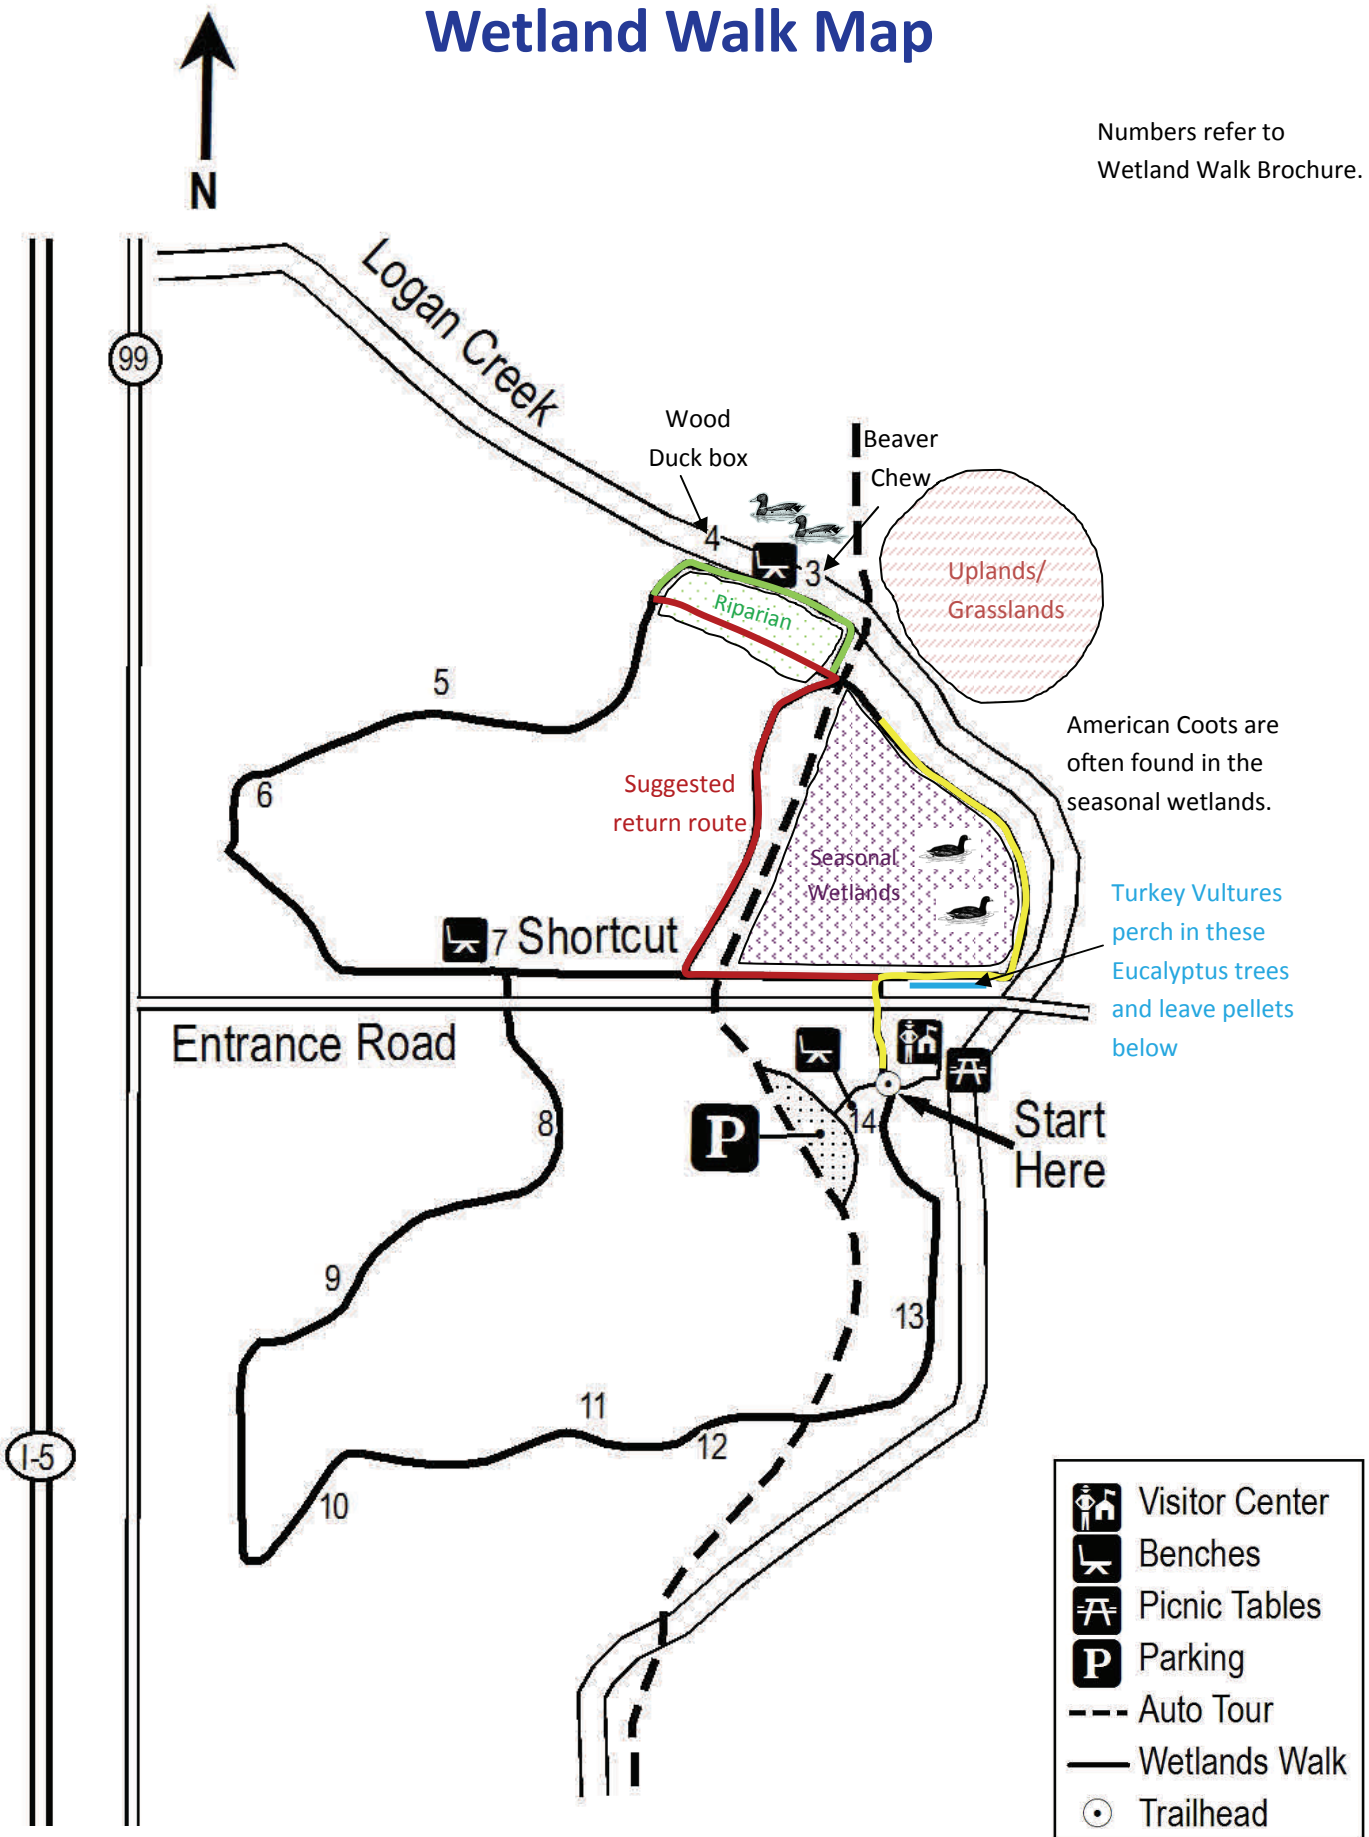 Wetland Walk Map
Numbers refer to
Wetland Walk Brochure.
N
Logan Creek
99
Wood
Duck box
Beaver
Chew
4
3
Uplands/
Grasslands
Riparian
5
6
American Coots are
often found in the
seasonal wetlands.
Suggested
return route
Seasonal
Wetlands
Turkey Vultures
perch in these
Eucalyptus trees
and leave pellets
below
7 Shortcut
Entrance Road
P
14
Start
Here
8
9
13
11
12
10
I-5
Visitor Center
Benches
Picnic Tables
P Parking
Auto Tour
Wetlands Walk
Trailhead